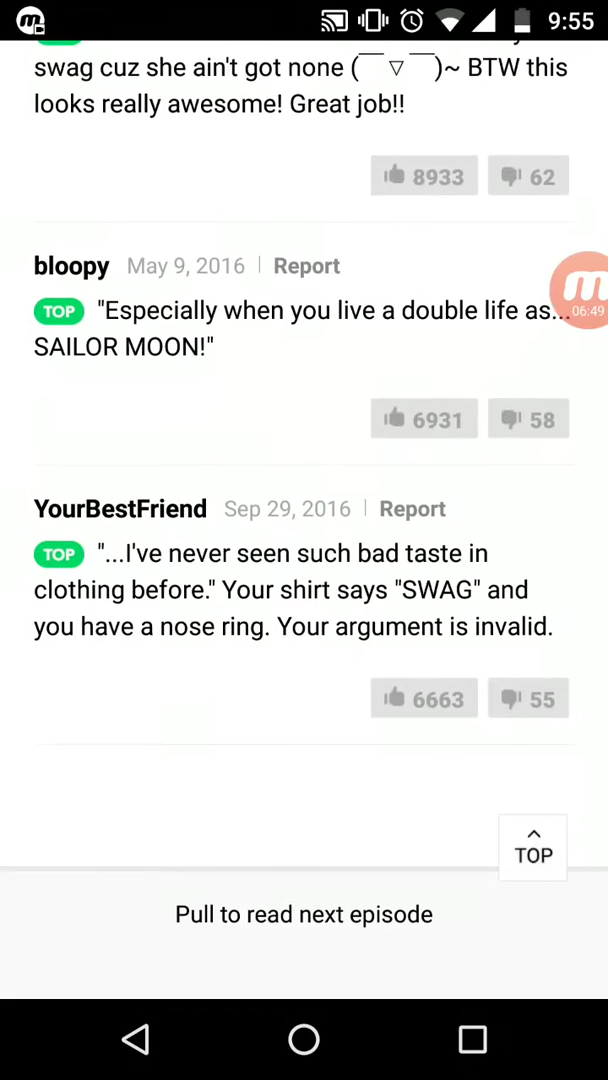 9:55
swag cuz she ain't got none (￣▽￣)~ BTW this
looks really awesome! Great job!!
8933 62
bloopy May 9, 2016 | Report
TOP "Especially when you live a double life as...
SAILOR MOON!"
06:49
6931 58
YourBestFriend Sep 29, 2016 | Report
TOP "...I've never seen such bad taste in
clothing before." Your shirt says "SWAG" and
you have a nose ring. Your argument is invalid.
6663 55
TOP
Pull to read next episode